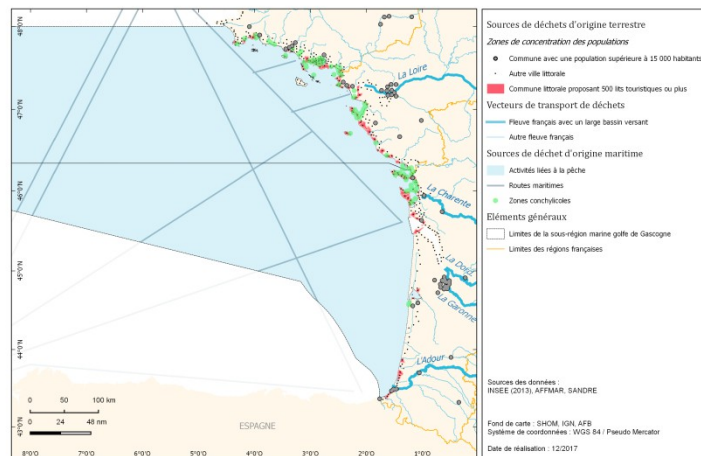 48°0'N
47°0'N
46°0'N
45°0'N
44°0'N
43°0'N
La Loire
La Charente
La Dord.
La Garonne
L'Adour
ESPAGNE
0 50 100 km
0 24 48 nm
8°0'O 7°0'O 6°0'O 5°0'O 4°0'O 3°0'O 2°0'O 1°0'O 0°0
Sources de déchets d'origine terrestre
Zones de concentration des populations
Commune avec une population supérieure à 15 000 habitants
Autre ville littorale
Commune littorale proposant 500 lits touristiques ou plus
Vecteurs de transport de déchets
Fleuve français avec un large bassin versant
Autre fleuve français
Sources de déchet d'origine maritime
Activités liées à la pêche
Routes maritimes
Zones conchylicoles
Eléments généraux
Limites de la sous-région marine golfe de Gascogne
Limites des régions françaises
Sources des données :
INSEE (2013), AFFMAR, SANDRE
Fond de carte : SHOM, IGN, AFB
Système de coordonnées : WGS 84 / Pseudo Mercator
Date de réalisation : 12/2017